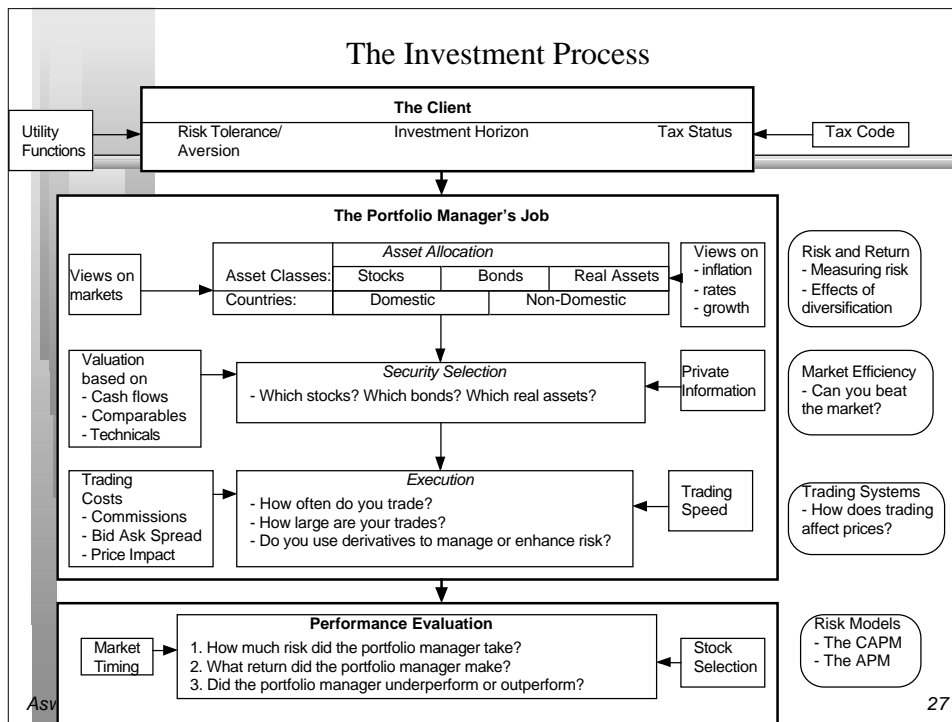 The Investment Process
The Client
Utility
Functions
Risk Tolerance/
Aversion
Investment Horizon
Tax Status
Tax Code
The Portfolio Manager's Job
Views on
markets
Asset Allocation
Asset Classes: Stocks Bonds Real Assets
Countries: Domestic Non-Domestic
Views on
- inflation
- rates
- growth
Risk and Return
- Measuring risk
- Effects of
diversification
Valuation
based on
- Cash flows
- Comparables
- Technicals
Security Selection
- Which stocks? Which bonds? Which real assets?
Private
Information
Market Efficiency
- Can you beat
the market?
Trading
Costs
- Commissions
- Bid Ask Spread
- Price Impact
Execution
- How often do you trade?
- How large are your trades?
- Do you use derivatives to manage or enhance risk?
Trading
Speed
Trading Systems
- How does trading
affect prices?
Performance Evaluation
Market
Timing
1. How much risk did the portfolio manager take?
2. What return did the portfolio manager make?
3. Did the portfolio manager underperform or outperform?
Stock
Selection
Risk Models
- The CAPM
- The APM
27